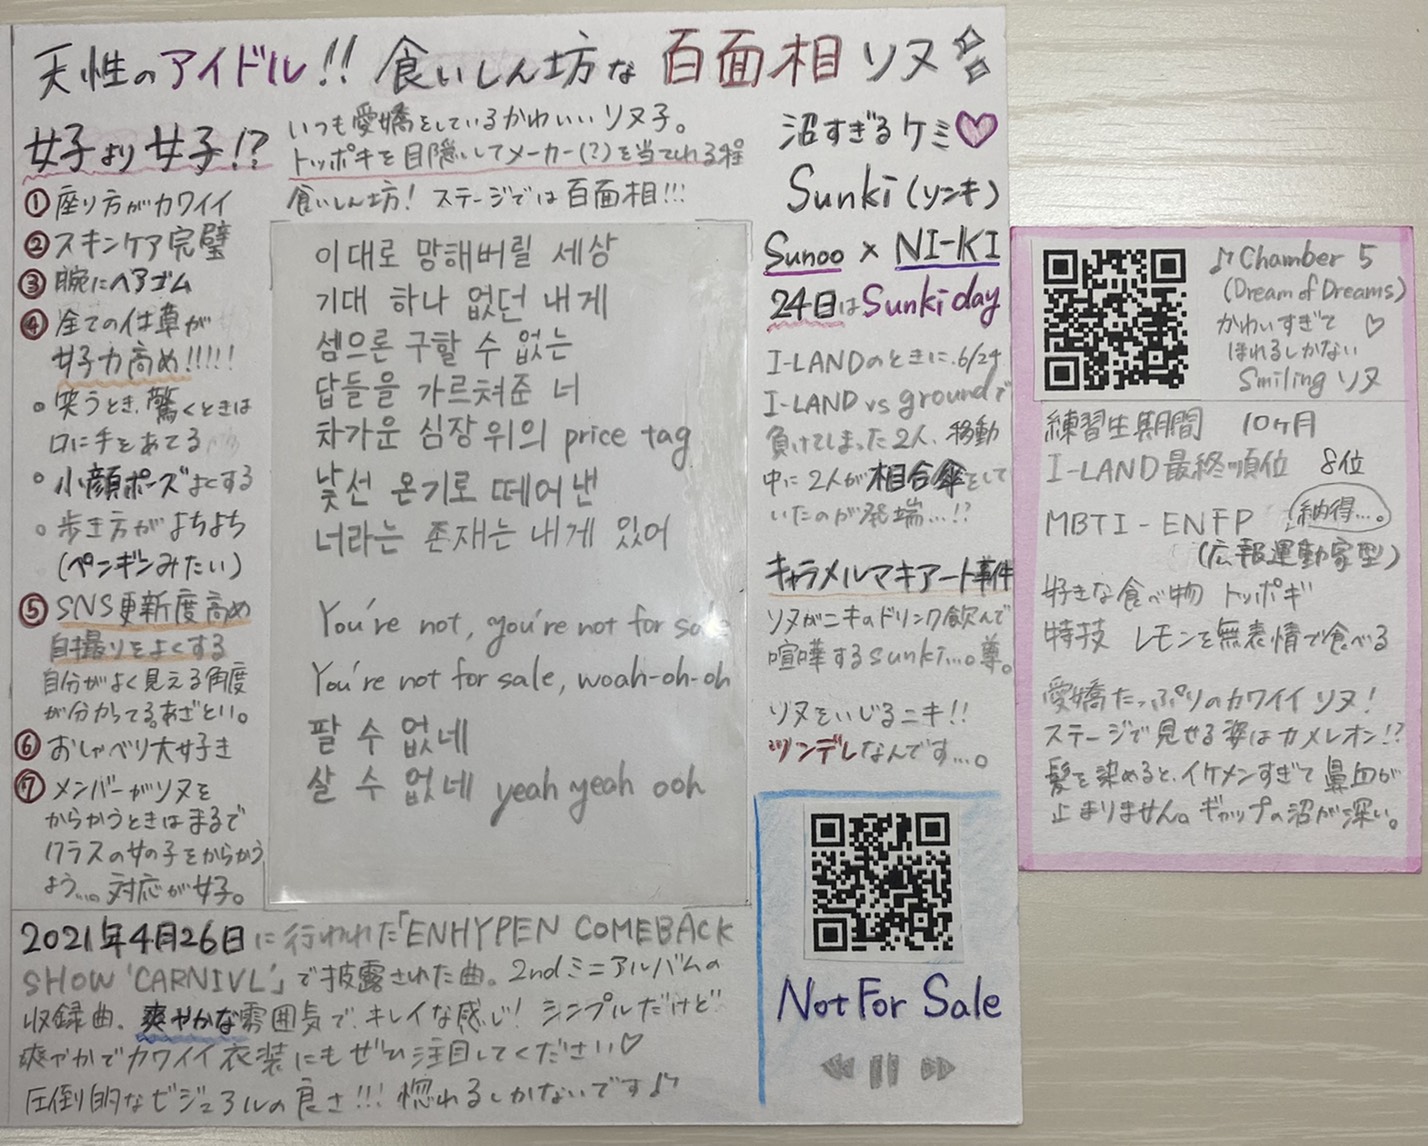 天性のアイドル!! 食いしん坊な 百面相 ソヌ
女子より女子!?
① 座り方がカワイイ
② スキンケア完璧
③ 腕にヘアゴム
④ 全ての仕草が
女子力高め!!!!!
。笑うとき、驚くときは
口に手をあてる
。小顔ポーズよくする
。歩き方がよちよち
(ペンギンみたい)
⑤ SNS更新度高め
自撮りをよくする
自分がよく見える角度
が分かってる。あざとい。
⑥ おしゃべり大好き
⑦ メンバーがソヌを
からかうときはまるで
クラスの女の子をからかう
よう...。対応が女子。
いつも愛嬌をしているかわいいソヌ子。
トッポキを目隠ししてメーカー(?)を当てれる程
食いしん坊! ステージでは百面相!!!
이대로 망해버릴 세상
기대 하나 없던 내게
셈으론 구할 수 없는
답들을 가르쳐준 너
차가운 심장 위의 price tag
낯선 온기로 떼어낸
너라는 존재는 내게 있어
You're not, you're not for sale
You're not for sale, woah-oh-oh
팔 수 없네
살 수 없네 yeah yeah ooh
沼すぎるケミ♡
Sunki (ソンキ)
Sunoo × NI-KI
24日はSunki day
I-LANDのときに、6/24
I-LAND vs groundで
負けてしまった2人、移動
中に2人が相合傘をして
いたのが発端...!?
キャラメルマキアート事件
ソヌがニキのドリンク飲んで
喧嘩するsunki...。尊。
ソヌをいじるニキ!!
ツンデレなんです...。
Not For Sale
2021年4月26日に行われた「ENHYPEN COMEBACK
SHOW 'CARNIVL'」で披露された曲。2ndミニアルバムの
収録曲、爽やかな雰囲気で、キレイな感じ! シンプルだけど
爽やかでカワイイ衣装にもぜひ注目してください♡
圧倒的なビジュアルの良さ!!! 惚れるしかないです♪
♪ Chamber 5
(Dream of Dreams)
かわいすぎて ♡
ほれるしかない
Smiling ソヌ
練習生期間 10ヶ月
I-LAND最終順位 8位
MBTI - ENFP 納得...。
(広報運動家型)
好きな食べ物 トッポギ
特技 レモンを無表情で食べる
愛嬌たっぷりのカワイイ ソヌ!
ステージで見せる姿はカメレオン!?
髪を染めると、イケメンすぎて鼻血が
止まりません。ギャップの沼が深い。